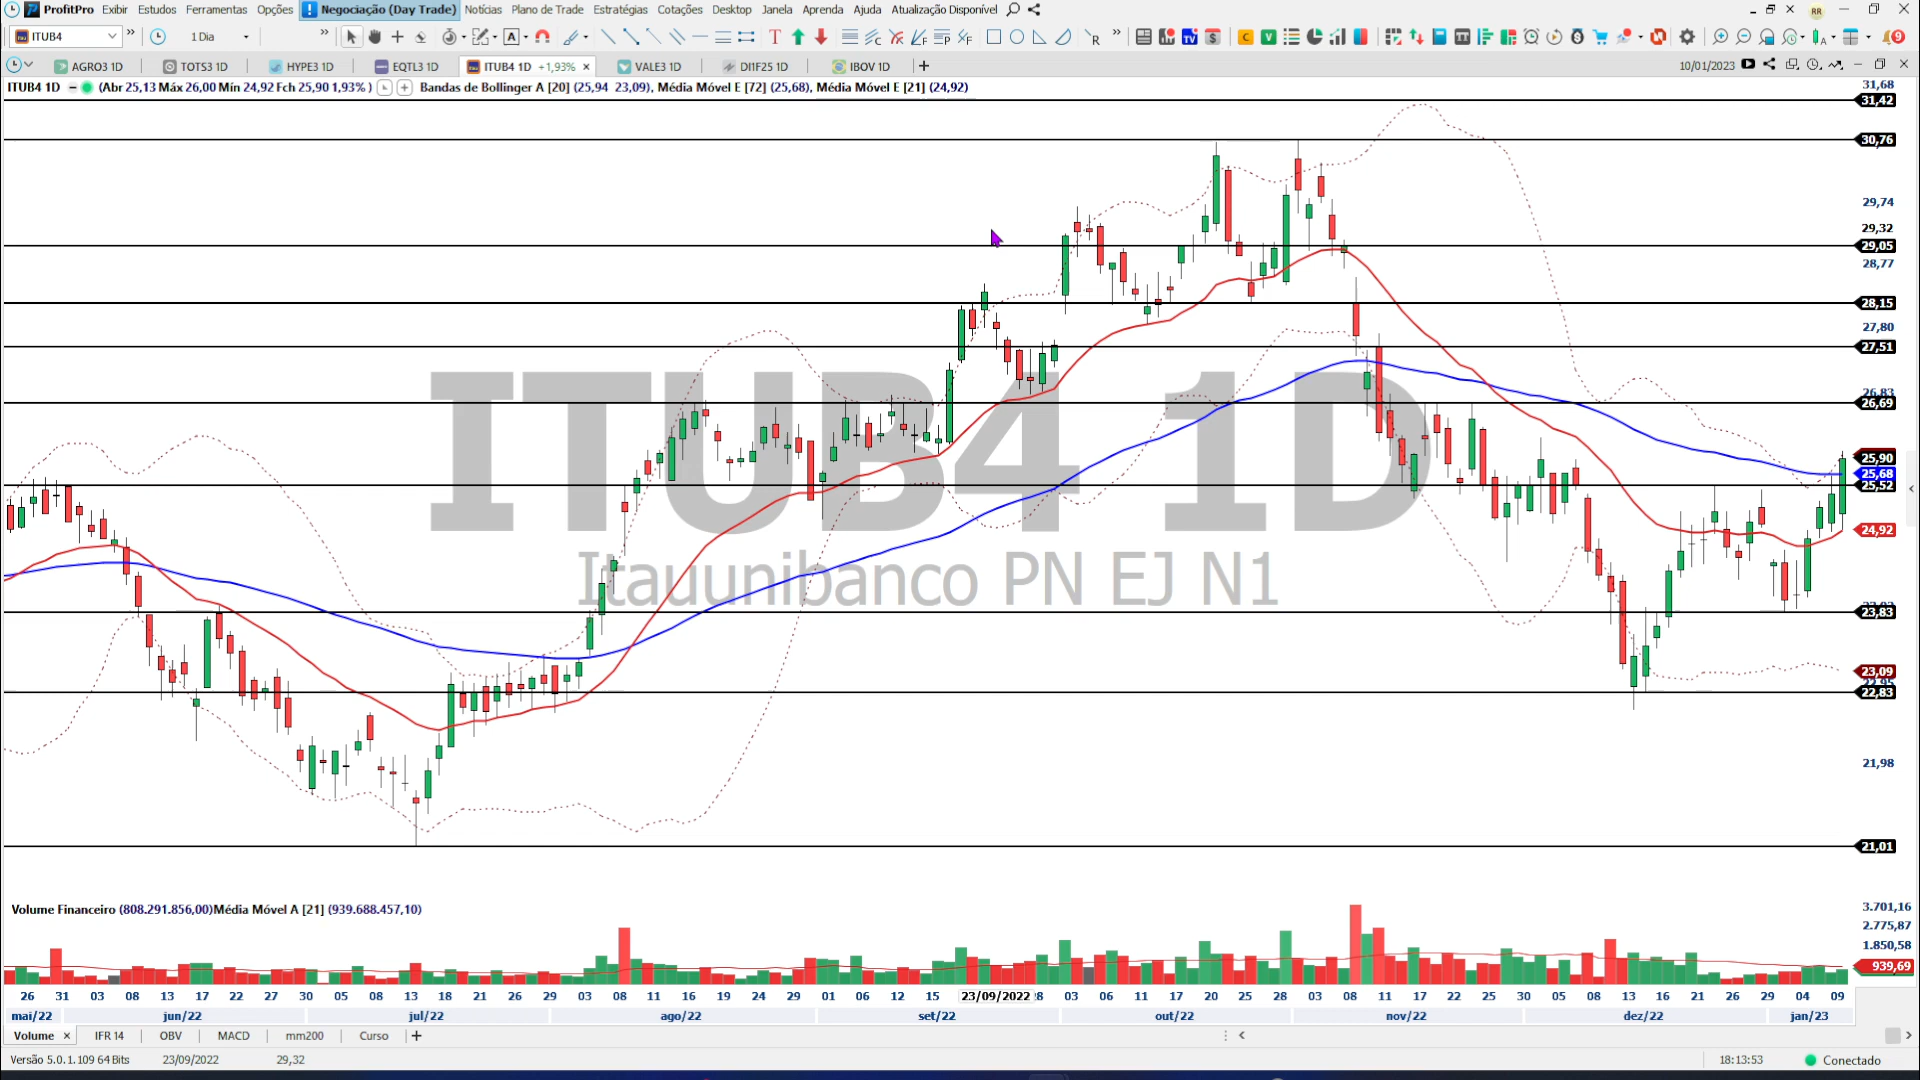 ProfitPro Exibir Estudos Ferramentas Opções ! Negociação (Day Trade) Notícias Plano de Trade Estratégias Cotações Desktop Janela Aprenda Ajuda Atualização Disponível RR
ITUB4 1 Dia
AGRO3 1D TOTS3 1D HYPE3 1D EQTL3 1D ITUB4 1D +1,93% VALE3 1D DI1F25 1D IBOV 1D 10/01/2023
ITUB4 1D (Abr 25,13 Máx 26,00 Mín 24,92 Fch 25,90 1,93% ) Bandas de Bollinger A [20] (25,94 23,09), Média Móvel E [72] (25,68), Média Móvel E [21] (24,92)
31,68
31,42
30,76
29,74
29,32
29,05
28,77
28,15
27,80
27,51
26,83
26,69
25,90
25,68
25,52
24,92
23,83
23,09
22,83
21,98
21,01
ITUB4 1D
Itauunibanco PN EJ N1
Volume Financeiro (808.291.856,00)Média Móvel A [21] (939.688.457,10)
3.701,16
2.775,87
1.850,58
939,69
26 31 03 08 13 17 22 27 30 05 08 13 18 21 26 29 03 08 11 16 19 24 29 01 06 12 15 23/09/2022 03 06 11 14 20 25 28 03 08 11 17 22 25 30 05 08 13 16 21 26 29 04 09
mai/22 jun/22 jul/22 ago/22 set/22 out/22 nov/22 dez/22 jan/23
Volume IFR 14 OBV MACD mm200 Curso
Versão 5.0.1.109 64 Bits 23/09/2022 29,32 18:13:53 Conectado